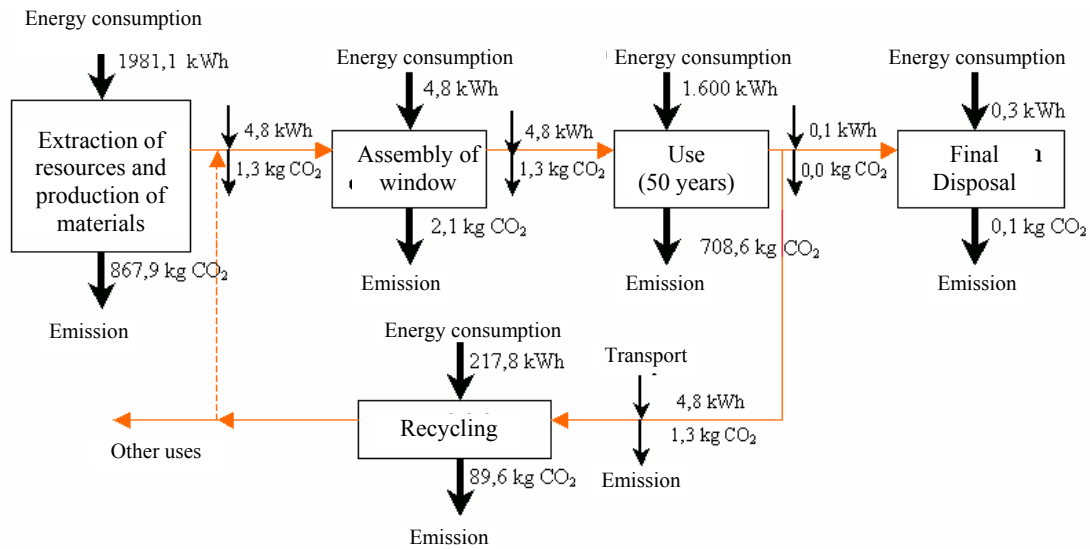 Energy consumption
1981,1 kWh
Extraction of
resources and
production of
materials
867,9 kg CO₂
Emission
4,8 kWh
1,3 kg CO₂
Energy consumption
4,8 kWh
Assembly of
window
2,1 kg CO₂
Emission
4,8 kWh
1,3 kg CO₂
Energy consumption
1.600 kWh
Use
(50 years)
708,6 kg CO₂
Emission
0,1 kWh
0,0 kg CO₂
Energy consumption
0,3 kWh
Final
Disposal
0,1 kg CO₂
Emission
Energy consumption
217,8 kWh
Recycling
89,6 kg CO₂
Emission
Transport
4,8 kWh
1,3 kg CO₂
Emission
Other uses